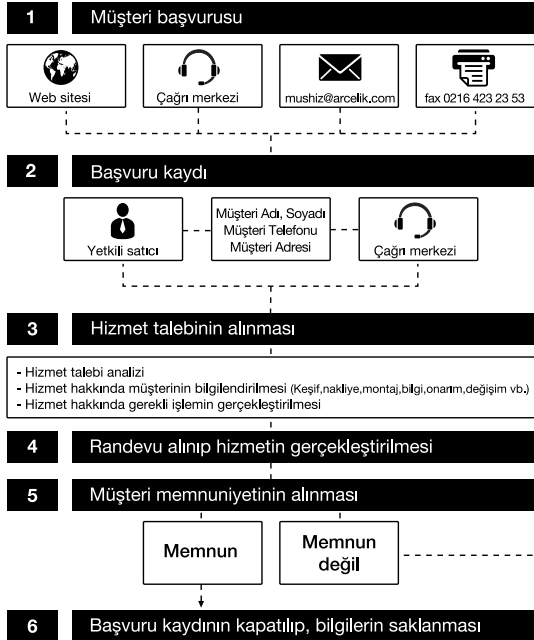 1 Müşteri başvurusu
Web sitesi
Çağrı merkezi
mushiz@arcelik.com
fax 0216 423 23 53
2 Başvuru kaydı
Yetkili satıcı
Müşteri Adı, Soyadı
Müşteri Telefonu
Müşteri Adresi
Çağrı merkezi
3 Hizmet talebinin alınması
- Hizmet talebi analizi
- Hizmet hakkında müşterinin bilgilendirilmesi (Keşif,nakliye,montaj,bilgi,onarım,değişim vb.)
- Hizmet hakkında gerekli işlemin gerçekleştirilmesi
4 Randevu alınıp hizmetin gerçekleştirilmesi
5 Müşteri memnuniyetinin alınması
Memnun
Memnun
değil
6 Başvuru kaydının kapatılıp, bilgilerin saklanması